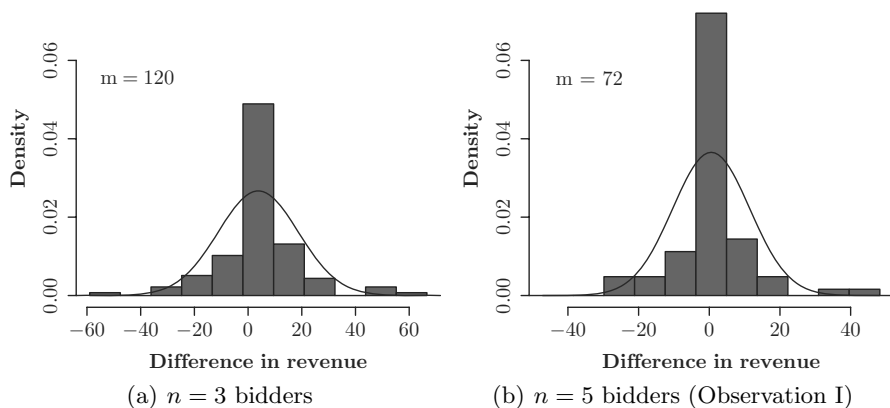 m = 120
Density
0.00 0.02 0.04 0.06
−60 −40 −20 0 20 40 60
Difference in revenue
(a) n = 3 bidders
m = 72
Density
0.00 0.02 0.04 0.06
−40 −20 0 20 40
Difference in revenue
(b) n = 5 bidders (Observation I)